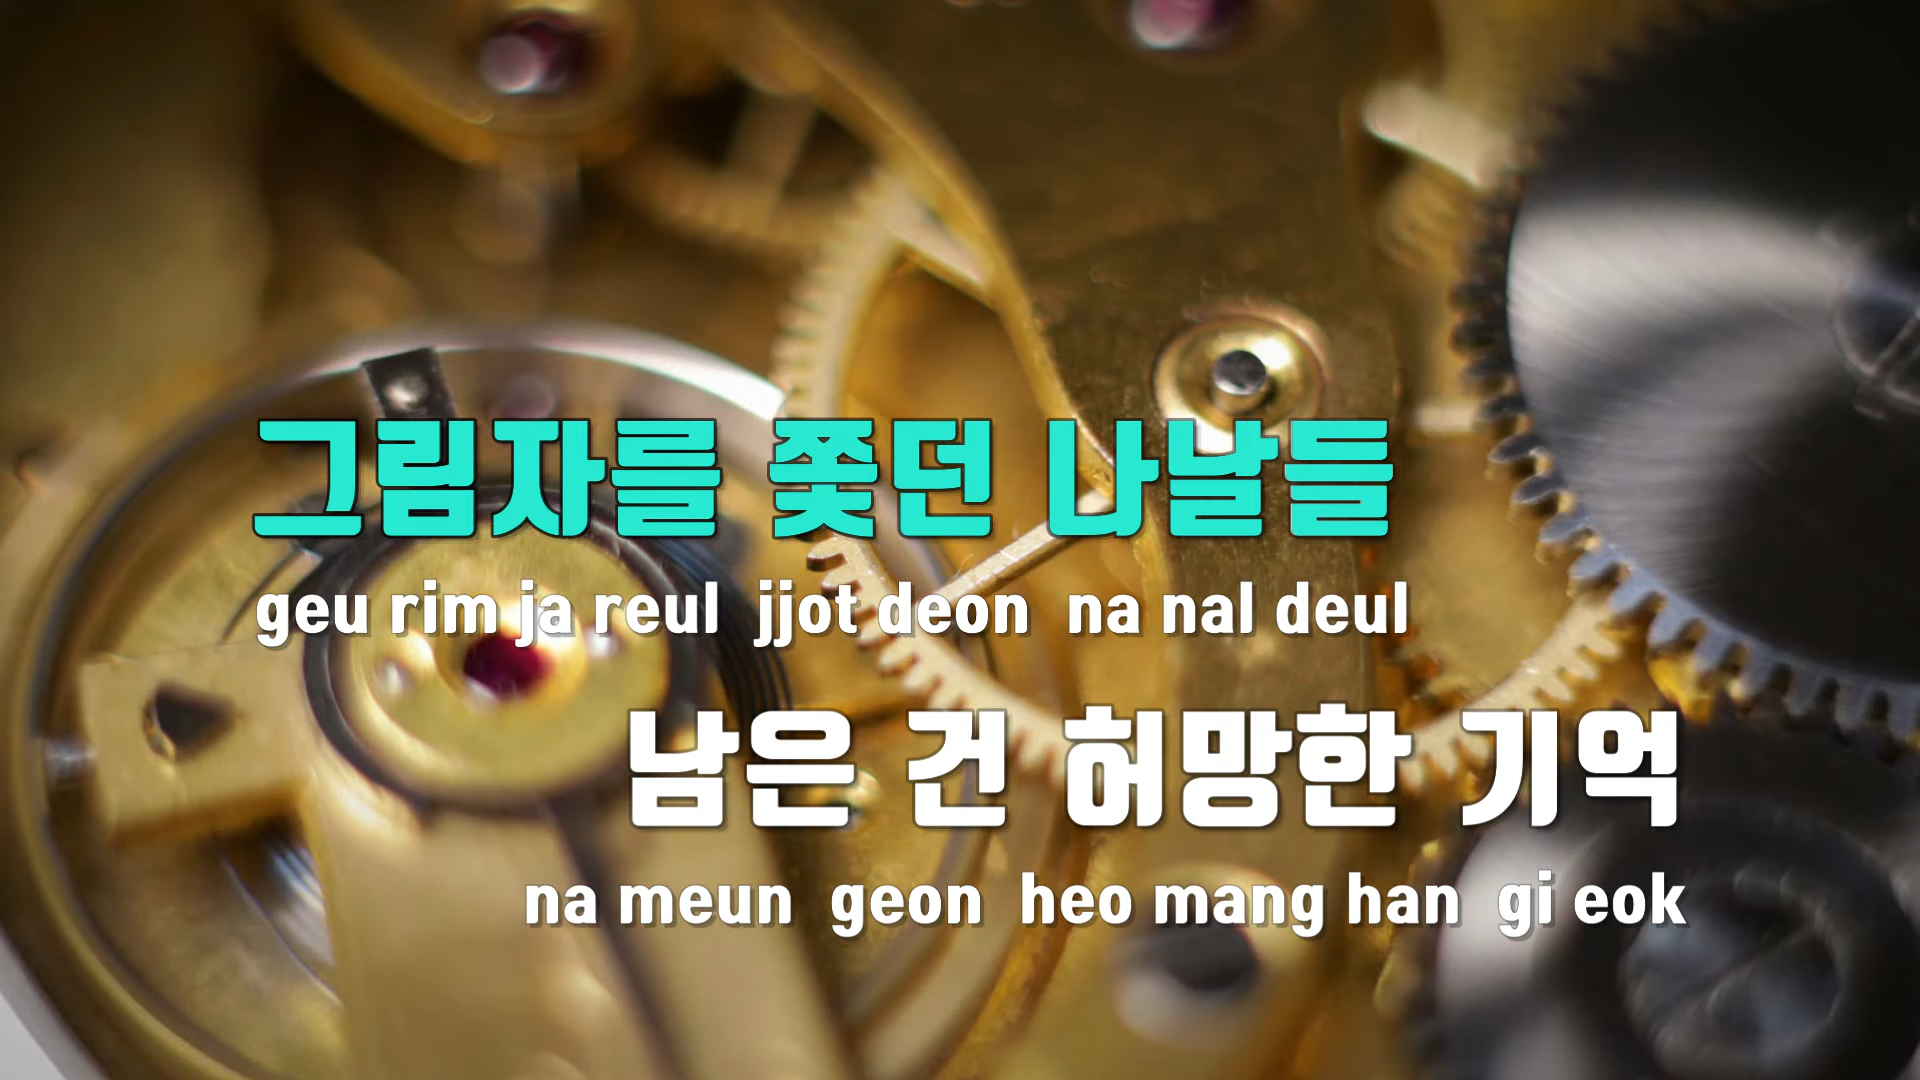 그림자를 쫓던 나날들
geu rim ja reul jjot deon na nal deul
남은 건 허망한 기억
na meun geon heo mang han gi eok